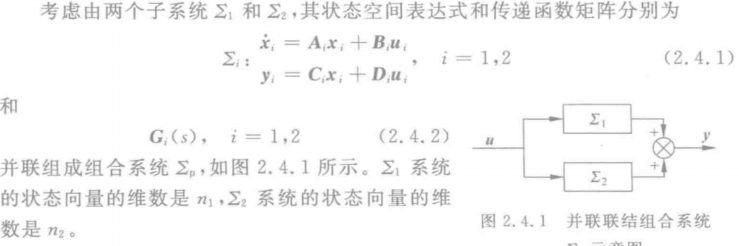 考虑由两个子系统 Σ₁ 和 Σ₂,其状态空间表达式和传递函数矩阵分别为
Σᵢ: ẋᵢ = Aᵢxᵢ + Bᵢuᵢ
yᵢ = Cᵢxᵢ + Dᵢuᵢ , i = 1,2 (2.4.1)
和
Gᵢ(s), i = 1,2 (2.4.2)
并联组成组合系统 Σₚ,如图 2.4.1 所示。Σ₁ 系统
的状态向量的维数是 n₁,Σ₂ 系统的状态向量的维
数是 n₂。
Σ₁
u + y
+
Σ₂
图 2.4.1 并联联结组合系统
示意图